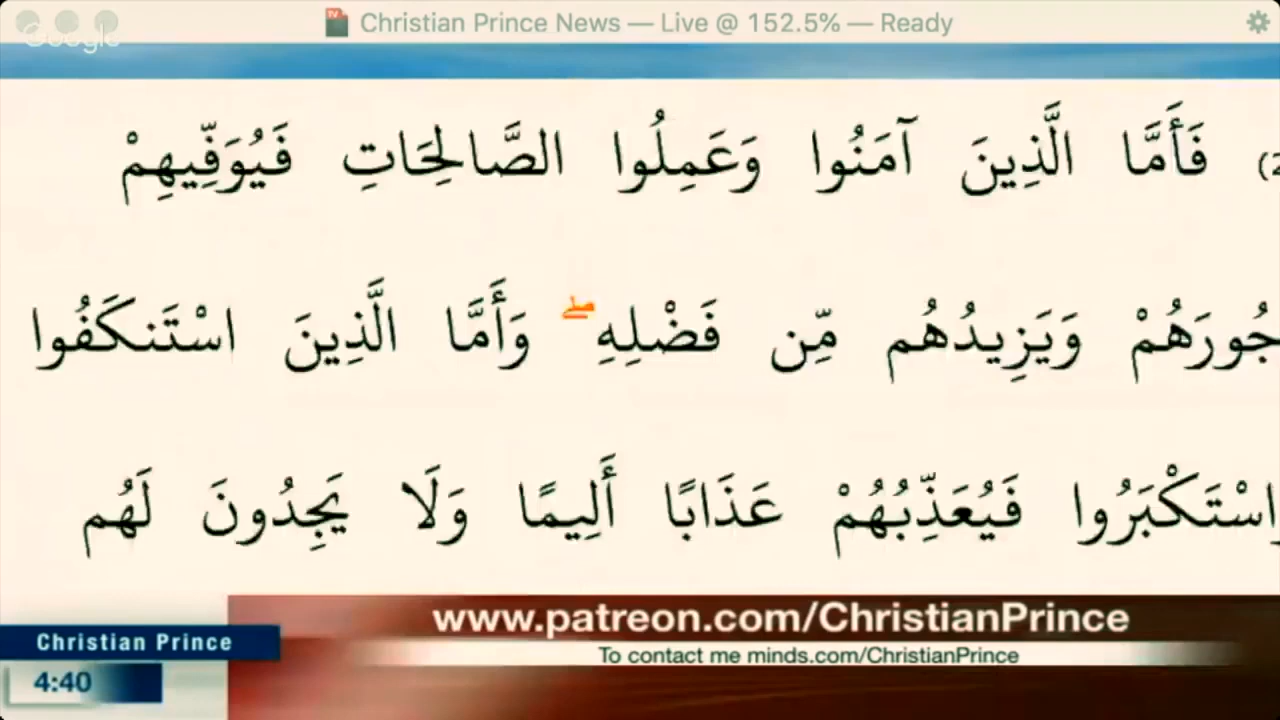 Google
Christian Prince News — Live @ 152.5% — Ready
فَأَمَّا الَّذِينَ آمَنُوا وَعَمِلُوا الصَّالِحَاتِ فَيُوَفِّيهِمْ
جُورَهُمْ وَيَزِيدُهُم مِّن فَضْلِهِ ۖ وَأَمَّا الَّذِينَ اسْتَنكَفُوا
اسْتَكْبَرُوا فَيُعَذِّبُهُمْ عَذَابًا أَلِيمًا وَلَا يَجِدُونَ لَهُم
www.patreon.com/ChristianPrince
To contact me minds.com/ChristianPrince
Christian Prince
4:40